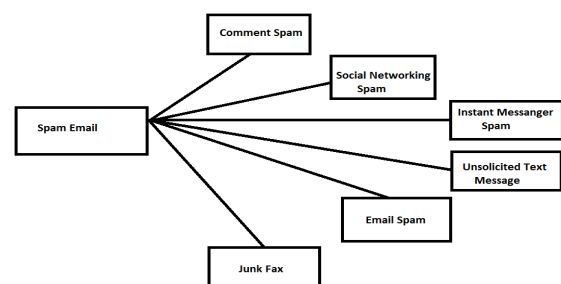 Comment Spam
Social Networking
Spam
Spam Email
Instant Messanger
Spam
Unsolicited Text
Message
Email Spam
Junk Fax